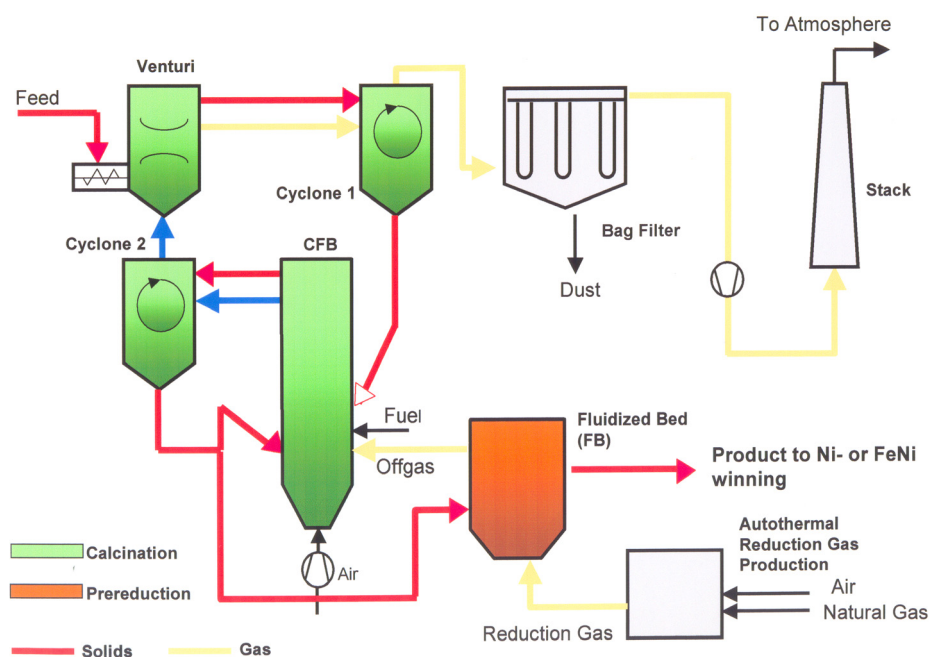 To Atmosphere
Venturi
Feed
Cyclone 1
Stack
Bag Filter
Cyclone 2
CFB
Dust
Fuel
Fluidized Bed
(FB)
Offgas
Product to Ni- or FeNi
winning
Autothermal
Reduction Gas
Production
Calcination
Air
Air
Prereduction
Natural Gas
Reduction Gas
Solids
Gas